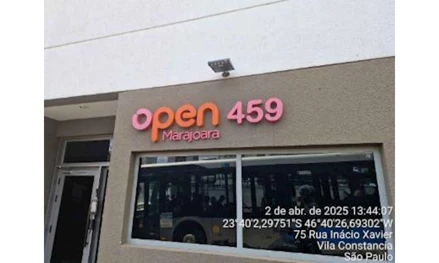 open 459
Marajoara
2 de abr. de 2025 13:44:07
23°40'2,29751"S 46°40'26,69302"W
75 Rua Inácio Xavier
Vila Constancia
São Paulo